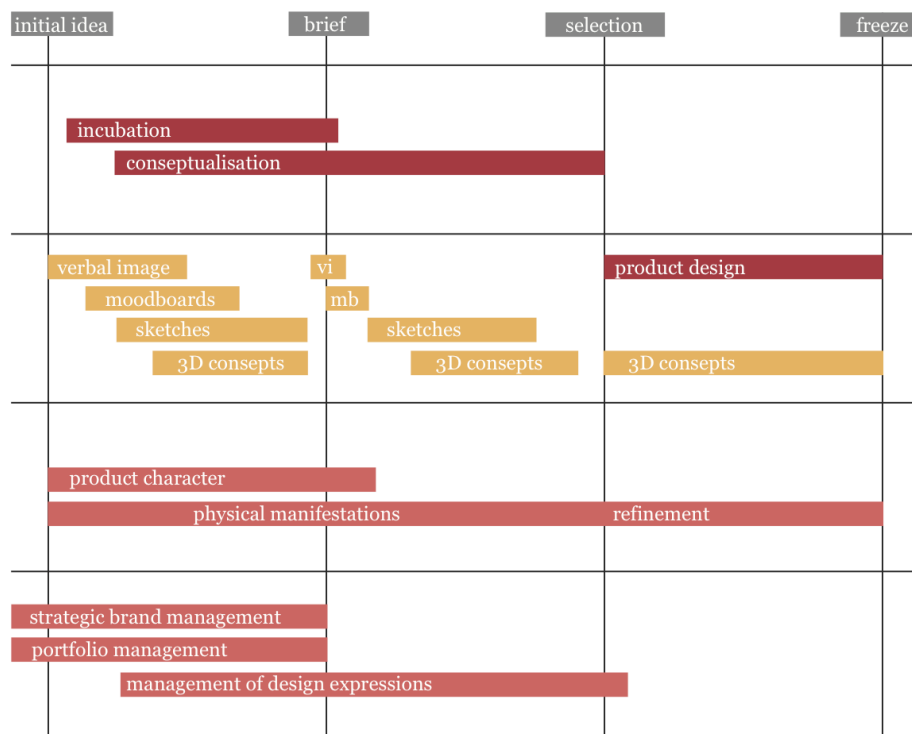 initial idea
brief
selection
freeze
incubation
conseptualisation
verbal image
vi
product design
moodboards
mb
sketches
sketches
3D consepts
3D consepts
3D consepts
product character
physical manifestations
refinement
strategic brand management
portfolio management
management of design expressions